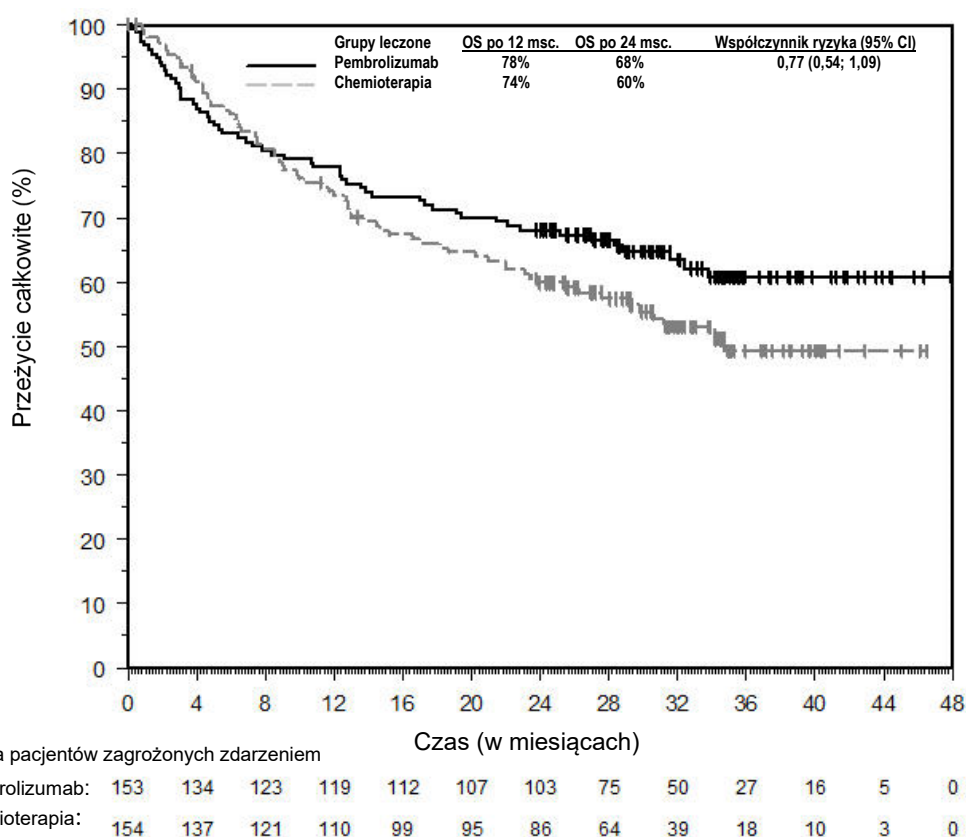 Grupy leczone OS po 12 msc. OS po 24 msc. Współczynnik ryzyka (95% CI)
Pembrolizumab 78% 68% 0,77 (0,54; 1,09)
Chemioterapia 74% 60%
Przeżycie całkowite (%)
100
90
80
70
60
50
40
30
20
10
0
0 4 8 12 16 20 24 28 32 36 40 44 48
Czas (w miesiącach)
a pacjentów zagrożonych zdarzeniem
rolizumab: 153 134 123 119 112 107 103 75 50 27 16 5 0
ioterapia: 154 137 121 110 99 95 86 64 39 18 10 3 0